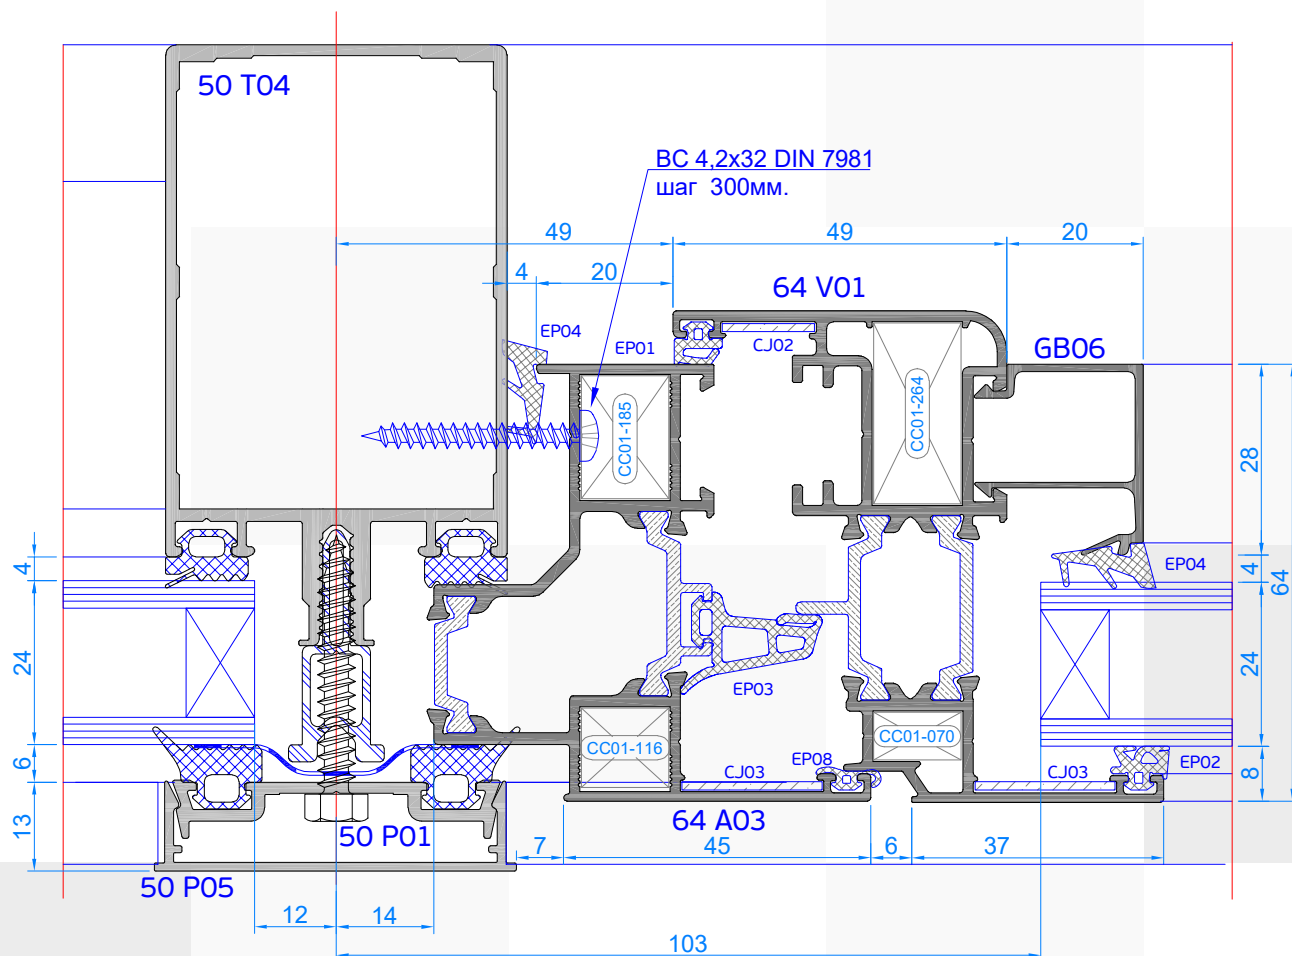 50 T04
ВС 4,2x32 DIN 7981
шаг 300мм.
49
49
20
4
20
64 V01
EP04
EP01
CJ02
GB06
CC01-185
CC01-264
28
4
64
EP04
4
24
24
EP03
CC01-116
CC01-070
EP08
CJ03
CJ03
EP02
6
8
13
64 A03
50 P01
7
45
6
37
50 P05
12
14
103